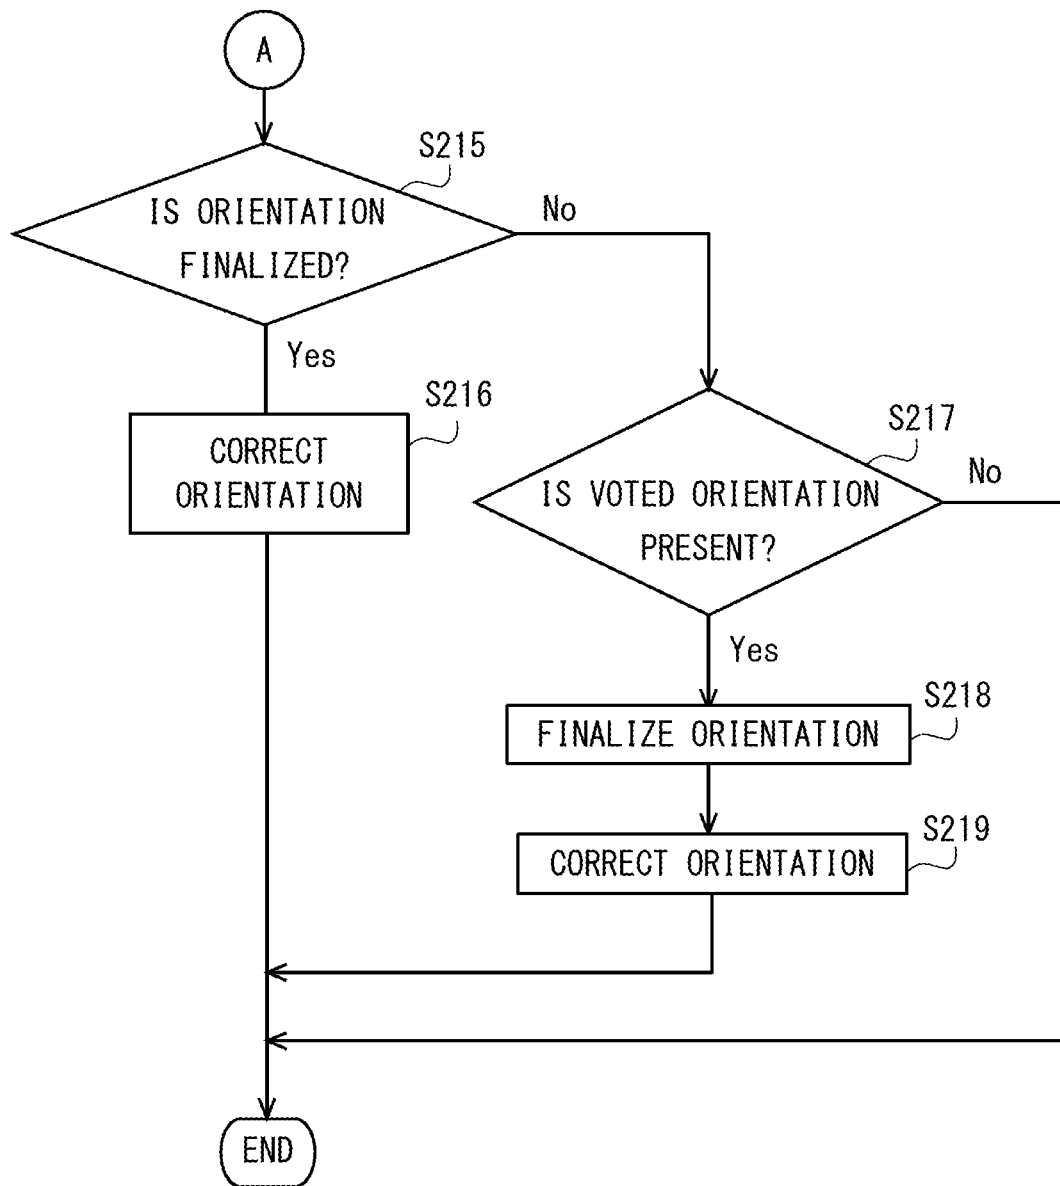 A
S215
IS ORIENTATION
FINALIZED?
No
Yes
S216
CORRECT
ORIENTATION
S217
IS VOTED ORIENTATION
PRESENT?
No
Yes
S218
FINALIZE ORIENTATION
S219
CORRECT ORIENTATION
END